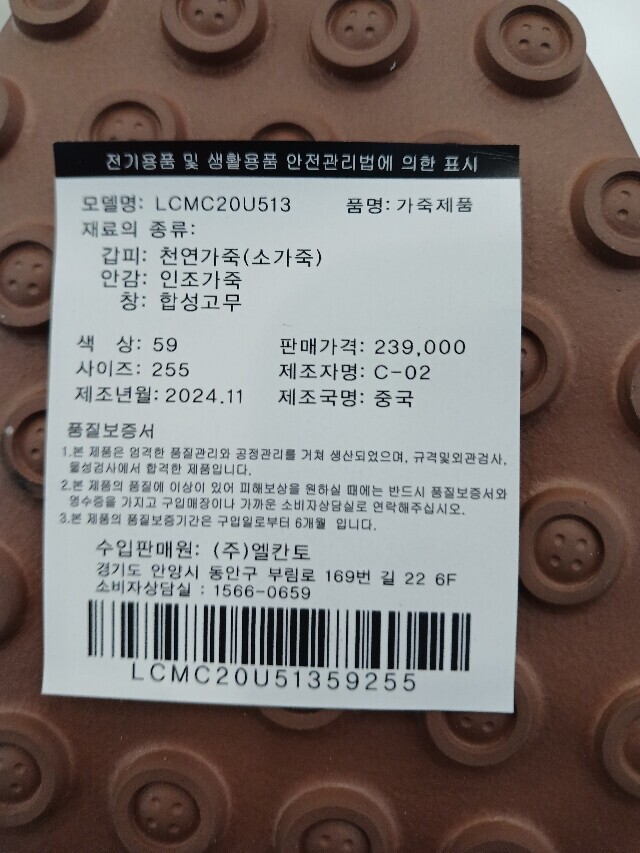 전기용품 및 생활용품 안전관리법에 의한 표시
모델명: LCMC20U513 품명: 가죽제품
재료의 종류:
갑피: 천연가죽(소가죽)
안감: 인조가죽
창: 합성고무
색 상: 59 판매가격: 239,000
사이즈: 255 제조자명: C-02
제조년월: 2024.11 제조국명: 중국
품질보증서
1.본 제품은 엄격한 품질관리와 공정관리를 거쳐 생산되었으며, 규격및외관검사,
물성검사에서 합격한 제품입니다.
2.본 제품의 품질에 이상이 있어 피해보상을 원하실 때에는 반드시 품질보증서와
영수증을 가지고 구입매장이나 가까운 소비자상담실로 연락해주십시오.
3.본 제품의 품질보증기간은 구입일로부터 6개월 입니다.
수입판매원: (주)엘칸토
경기도 안양시 동안구 부림로 169번 길 22 6F
소비자상담실 : 1566-0659
LCMC20U51359255